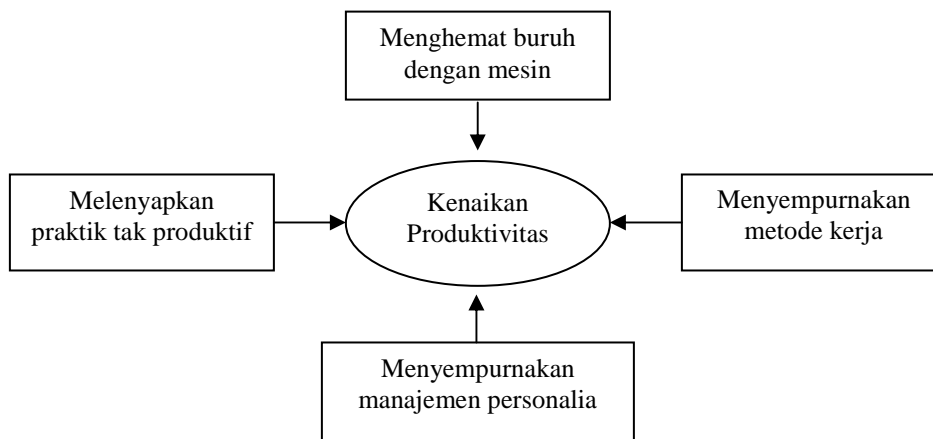 Menghemat buruh
dengan mesin
Melenyapkan
praktik tak produktif
Kenaikan
Produktivitas
Menyempurnakan
metode kerja
Menyempurnakan
manajemen personalia